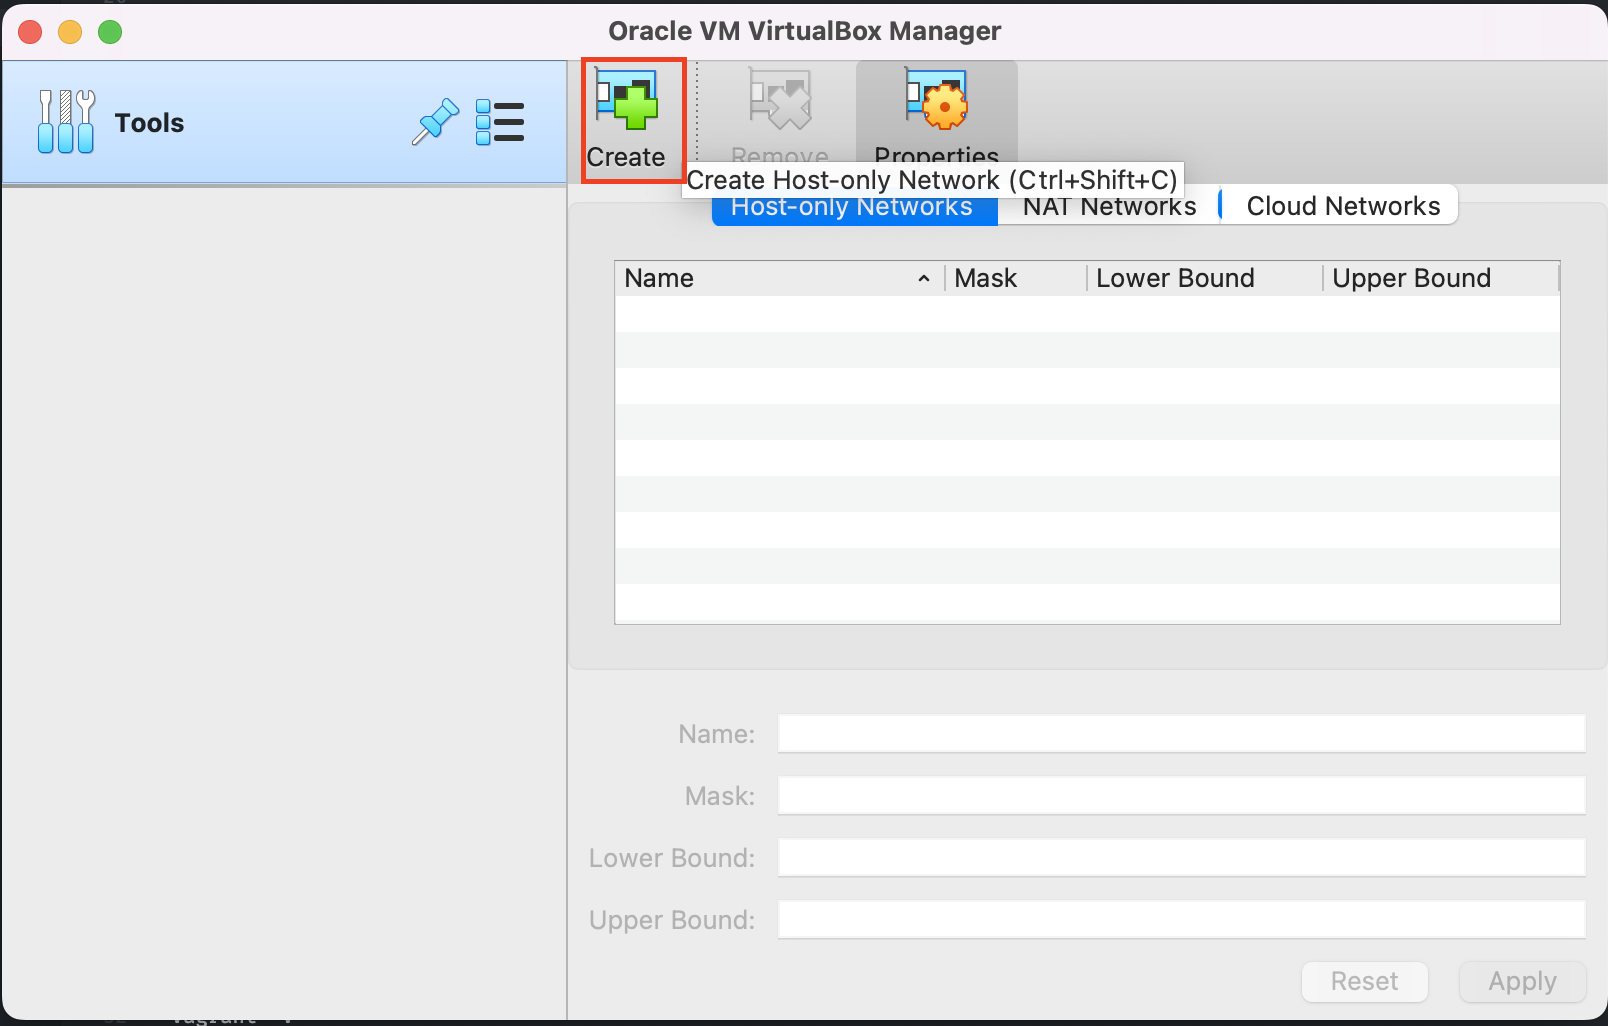 Oracle VM VirtualBox Manager
Tools
Create
Remove
Properties
Create Host-only Network (Ctrl+Shift+C)
Host-only Networks
NAT Networks
Cloud Networks
Name
Mask
Lower Bound
Upper Bound
Name:
Mask:
Lower Bound:
Upper Bound:
Reset
Apply